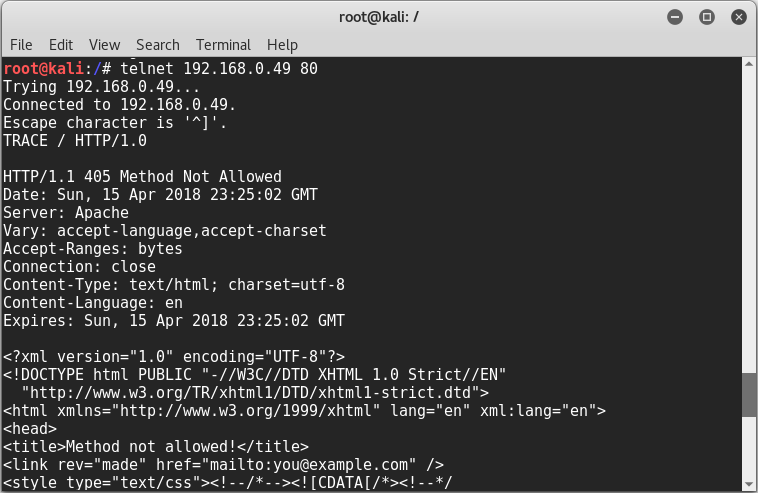 root@kali: /
File Edit View Search Terminal Help
root@kali:/# telnet 192.168.0.49 80
Trying 192.168.0.49...
Connected to 192.168.0.49.
Escape character is '^]'.
TRACE / HTTP/1.0
HTTP/1.1 405 Method Not Allowed
Date: Sun, 15 Apr 2018 23:25:02 GMT
Server: Apache
Vary: accept-language,accept-charset
Accept-Ranges: bytes
Connection: close
Content-Type: text/html; charset=utf-8
Content-Language: en
Expires: Sun, 15 Apr 2018 23:25:02 GMT
<?xml version="1.0" encoding="UTF-8"?>
<!DOCTYPE html PUBLIC "-//W3C//DTD XHTML 1.0 Strict//EN"
  "http://www.w3.org/TR/xhtml1/DTD/xhtml1-strict.dtd">
<html xmlns="http://www.w3.org/1999/xhtml" lang="en" xml:lang="en">
<head>
<title>Method not allowed!</title>
<link rev="made" href="mailto:you@example.com" />
<style type="text/css"><!--/*--><![CDATA[/*><!--*/